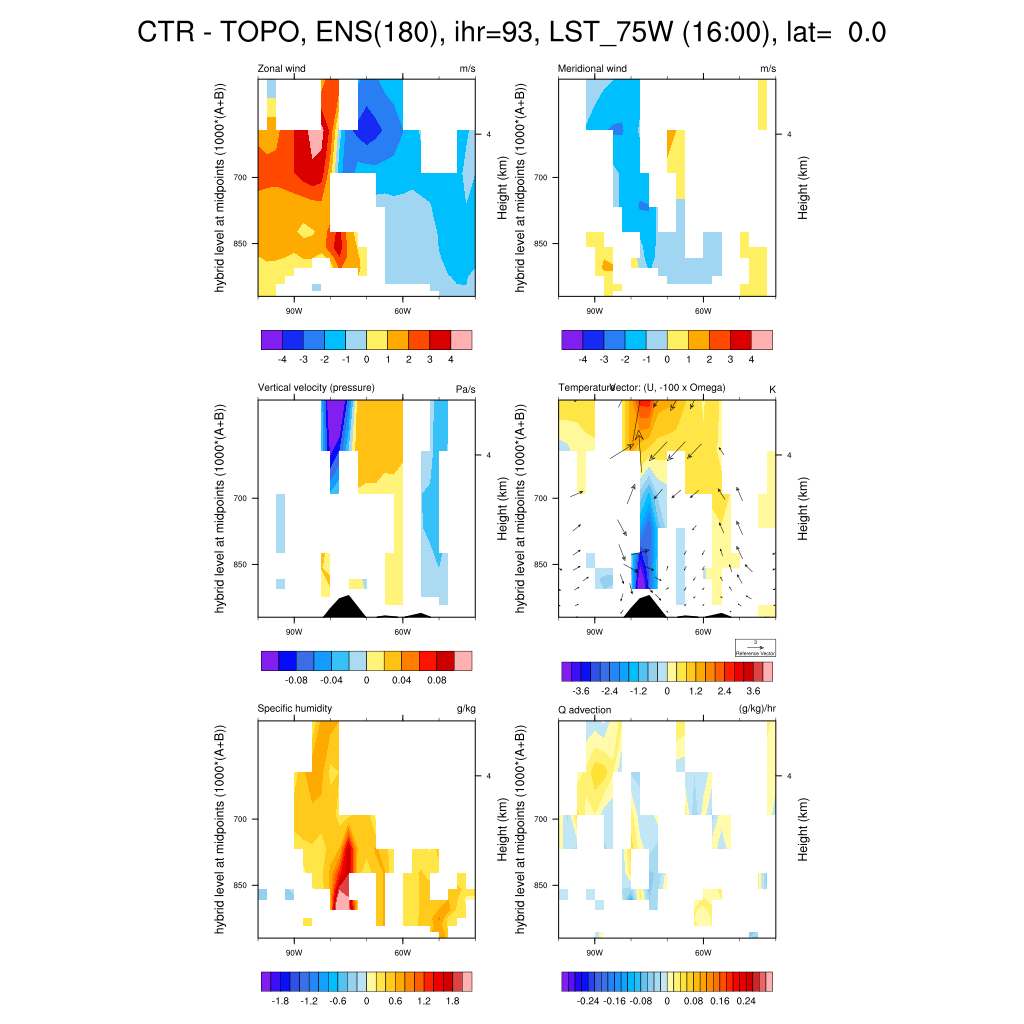 CTR - TOPO, ENS(180), ihr=93, LST_75W (16:00), lat= 0.0
Zonal wind m/s
hybrid level at midpoints (1000*(A+B))
700
850
4
Height (km)
90W 60W
-4 -3 -2 -1 0 1 2 3 4
Meridional wind m/s
hybrid level at midpoints (1000*(A+B))
700
850
4
Height (km)
90W 60W
-4 -3 -2 -1 0 1 2 3 4
Vertical velocity (pressure) Pa/s
hybrid level at midpoints (1000*(A+B))
700
850
4
Height (km)
90W 60W
-0.08 -0.04 0 0.04 0.08
Temperature Vector: (U, -100 x Omega) K
hybrid level at midpoints (1000*(A+B))
700
850
4
Height (km)
90W 60W
3
Reference Vector
-3.6 -2.4 -1.2 0 1.2 2.4 3.6
Specific humidity g/kg
hybrid level at midpoints (1000*(A+B))
700
850
4
Height (km)
90W 60W
-1.8 -1.2 -0.6 0 0.6 1.2 1.8
Q advection (g/kg)/hr
hybrid level at midpoints (1000*(A+B))
700
850
4
Height (km)
90W 60W
-0.24 -0.16 -0.08 0 0.08 0.16 0.24